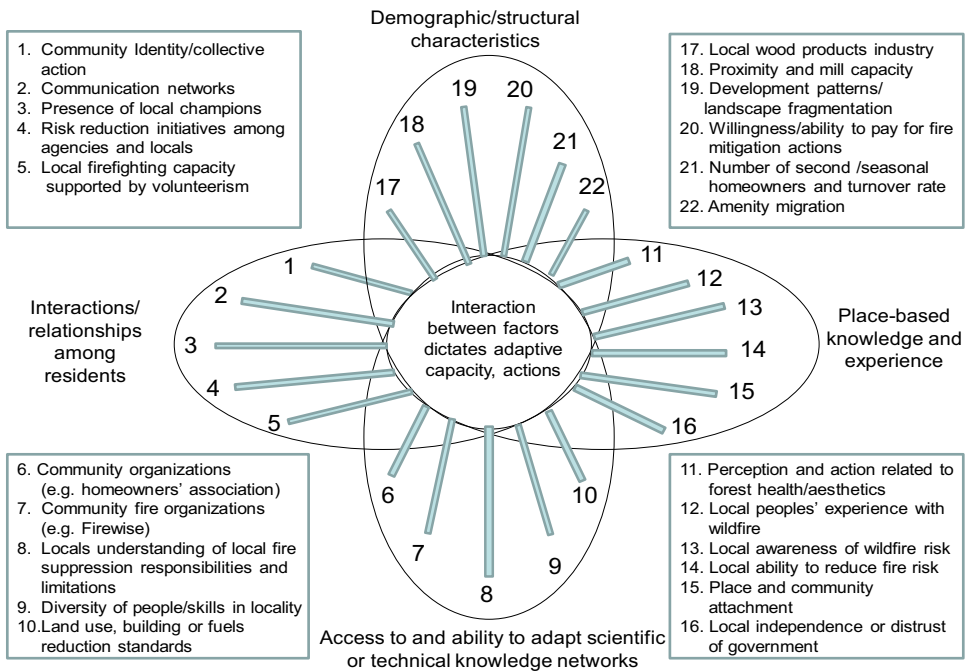 Demographic/structural
characteristics
1. Community Identity/collective
action
2. Communication networks
3. Presence of local champions
4. Risk reduction initiatives among
agencies and locals
5. Local firefighting capacity
supported by volunteerism
17. Local wood products industry
18. Proximity and mill capacity
19. Development patterns/
landscape fragmentation
20. Willingness/ability to pay for fire
mitigation actions
21. Number of second /seasonal
homeowners and turnover rate
22. Amenity migration
17
18
19
20
21
22
Interactions/
relationships
among
residents
1
2
3
4
5
Interaction
between factors
dictates adaptive
capacity, actions
11
12
13
14
15
16
Place-based
knowledge and
experience
6
7
8
9
10
6. Community organizations
(e.g. homeowners' association)
7. Community fire organizations
(e.g. Firewise)
8. Locals understanding of local fire
suppression responsibilities and
limitations
9. Diversity of people/skills in locality
10.Land use, building or fuels
reduction standards
11. Perception and action related to
forest health/aesthetics
12. Local peoples' experience with
wildfire
13. Local awareness of wildfire risk
14. Local ability to reduce fire risk
15. Place and community
attachment
16. Local independence or distrust
of government
Access to and ability to adapt scientific
or technical knowledge networks